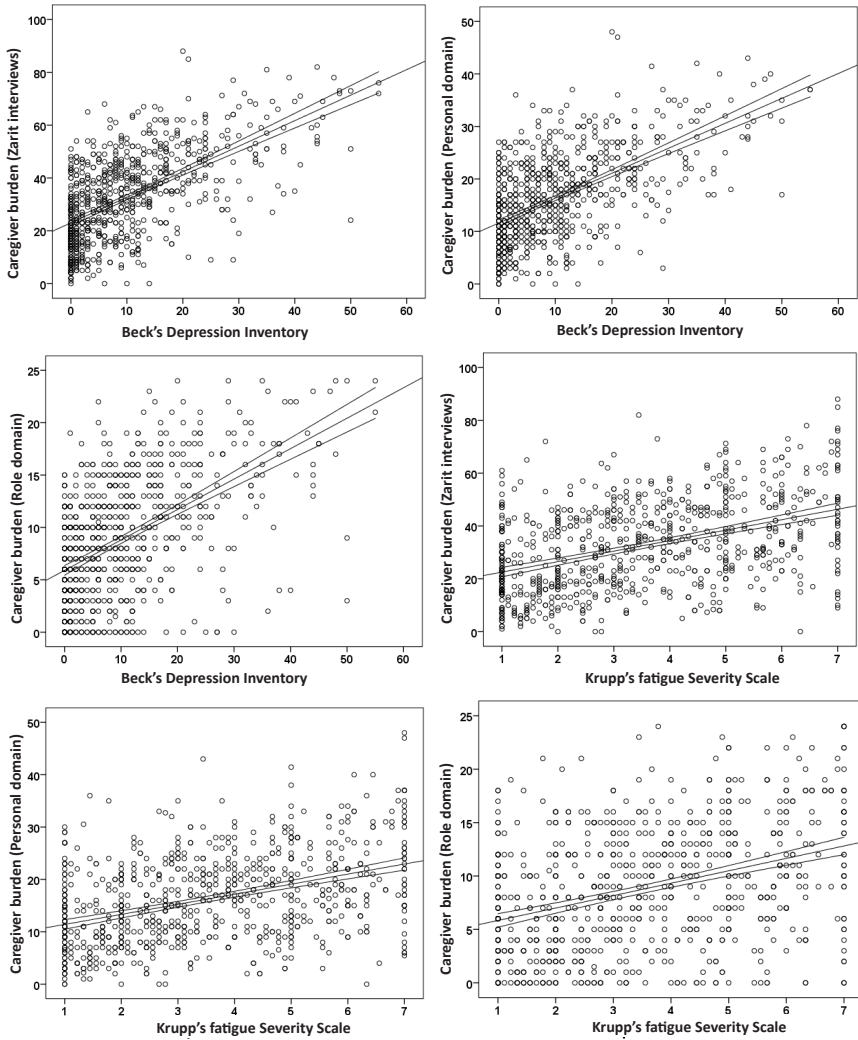 Caregiver burden (Zarit interviews)
100
80
60
40
20
0
0 10 20 30 40 50 60
Beck's Depression Inventory
Caregiver burden (Personal domain)
50
40
30
20
10
0
0 10 20 30 40 50 60
Beck's Depression Inventory
Caregiver burden (Role domain)
25
20
15
10
5
0
0 10 20 30 40 50 60
Beck's Depression Inventory
Caregiver burden (Zarit interviews)
100
80
60
40
20
0
1 2 3 4 5 6 7
Krupp's fatigue Severity Scale
Caregiver burden (Personal domain)
50
40
30
20
10
0
1 2 3 4 5 6 7
Krupp's fatigue Severity Scale
Caregiver burden (Role domain)
25
20
15
10
5
0
1 2 3 4 5 6 7
Krupp's fatigue Severity Scale